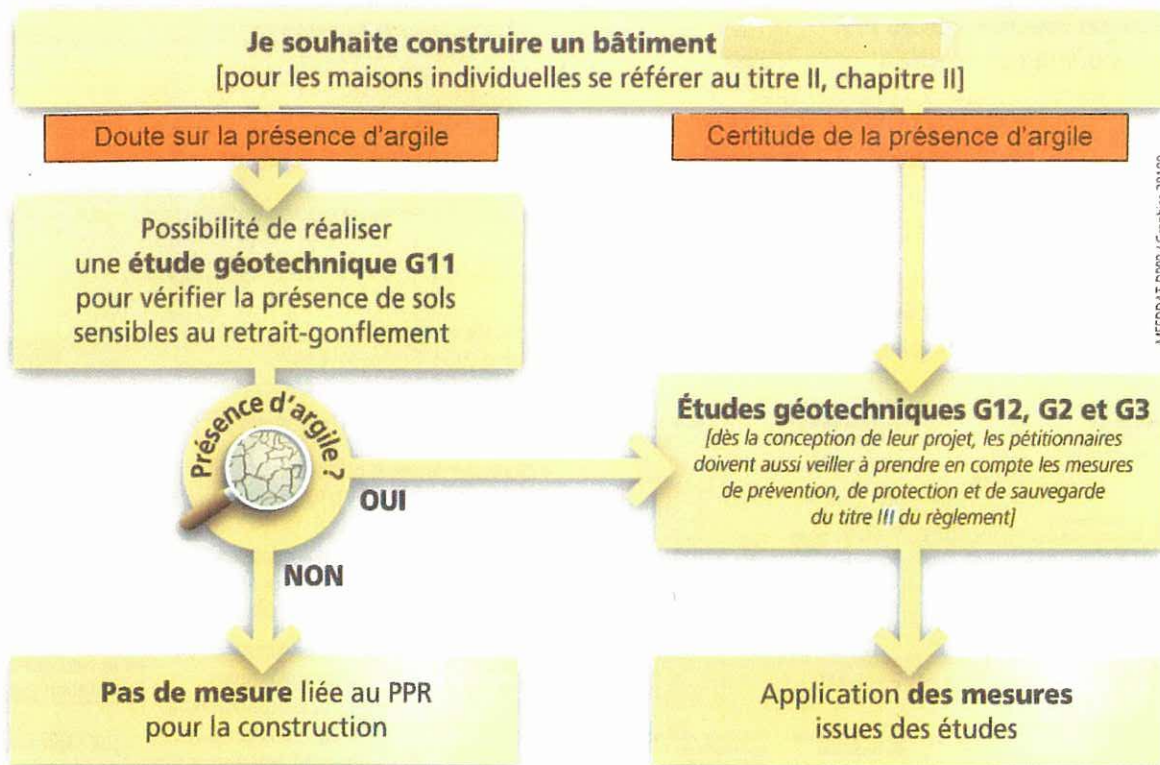 Je souhaite construire un bâtiment
[pour les maisons individuelles se référer au titre II, chapitre II]
Doute sur la présence d'argile
Certitude de la présence d'argile
Possibilité de réaliser
une étude géotechnique G11
pour vérifier la présence de sols
sensibles au retrait-gonflement
Présence d'argile ?
OUI
NON
Études géotechniques G12, G2 et G3
[dès la conception de leur projet, les pétitionnaires
doivent aussi veiller à prendre en compte les mesures
de prévention, de protection et de sauvegarde
du titre III du règlement]
Pas de mesure liée au PPR
pour la construction
Application des mesures
issues des études